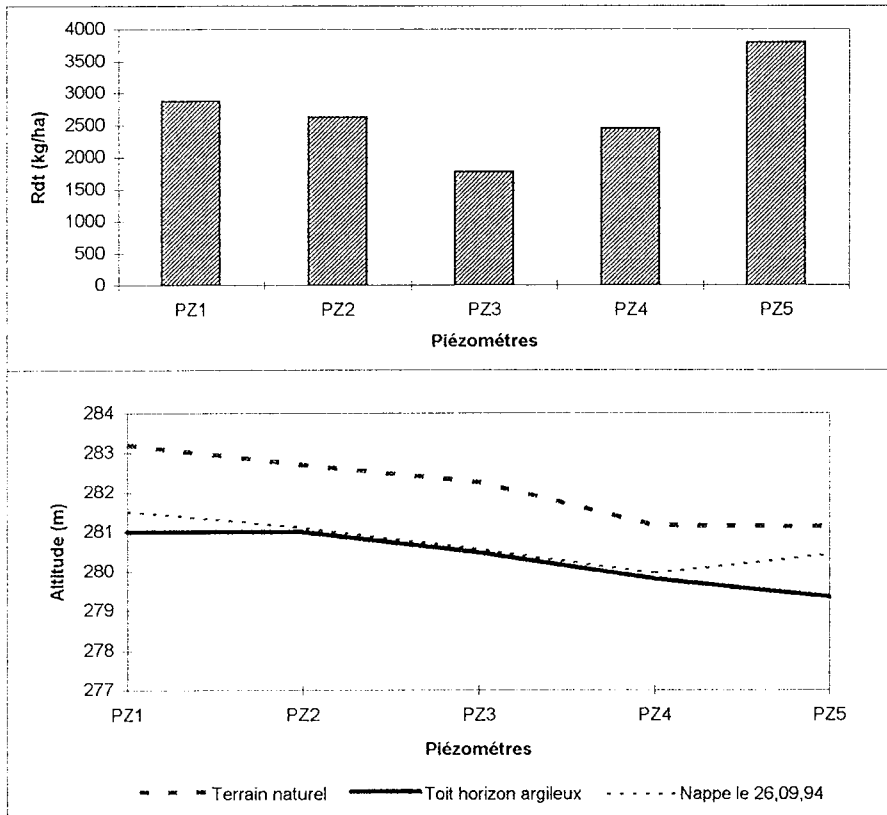 4000
3500
3000
2500
2000
1500
1000
500
0
Rdt (kg/ha)
PZ1 PZ2 PZ3 PZ4 PZ5
Piézométres
284
283
282
281
280
279
278
277
Altitude (m)
PZ1 PZ2 PZ3 PZ4 PZ5
Piézométres
Terrain naturel Toit horizon argileux Nappe le 26,09,94